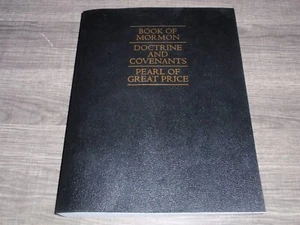 BOOK OF
MORMON
DOCTRINE
AND
COVENANTS
PEARL OF
GREAT PRICE